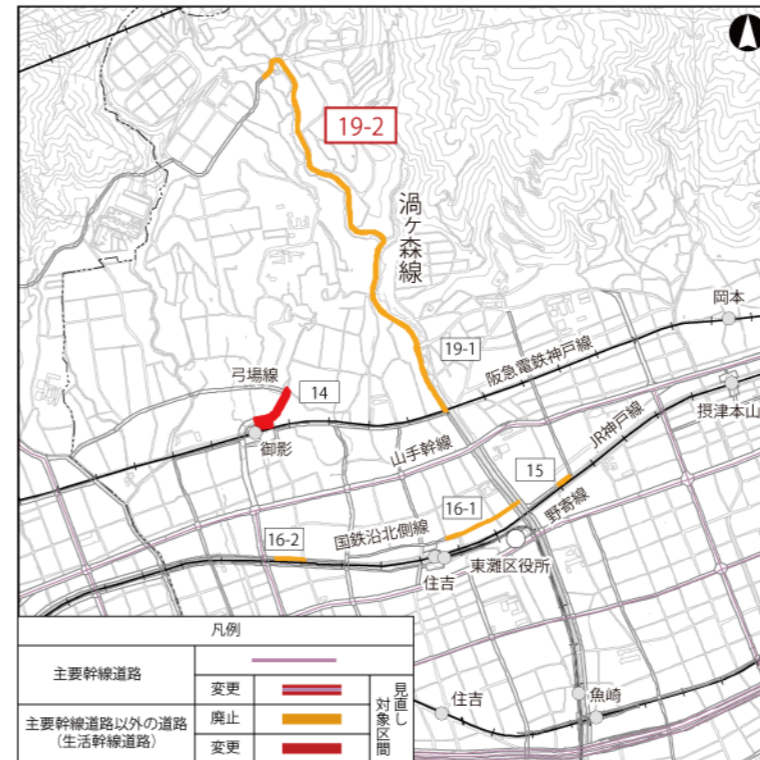 19-2
渦ヶ森線
岡本
19-1
阪急電鉄神戸線
弓場線
14
摂津本山
御影
山手幹線
JR神戸線
15
16-1
野寄線
国鉄沿北側線
16-2
東灘区役所
住吉
凡例
主要幹線道路
変更
見直し
対象区間
主要幹線道路以外の道路
(生活幹線道路)
廃止
変更
住吉
魚崎